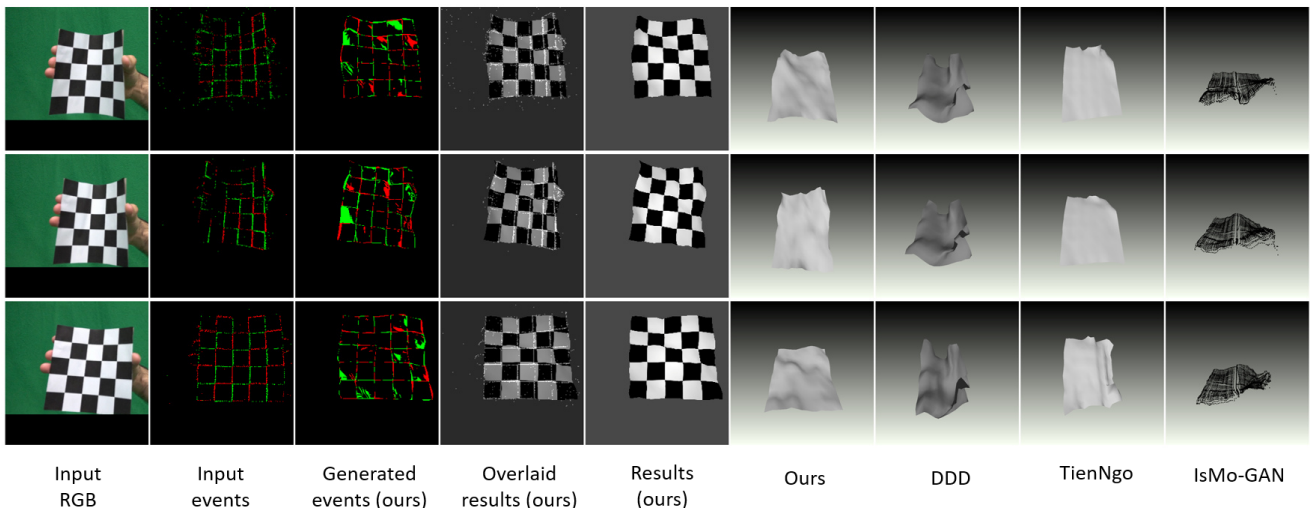 Input
RGB
Input
events
Generated
events (ours)
Overlaid
results (ours)
Results
(ours)
Ours
DDD
TienNgo
IsMo-GAN